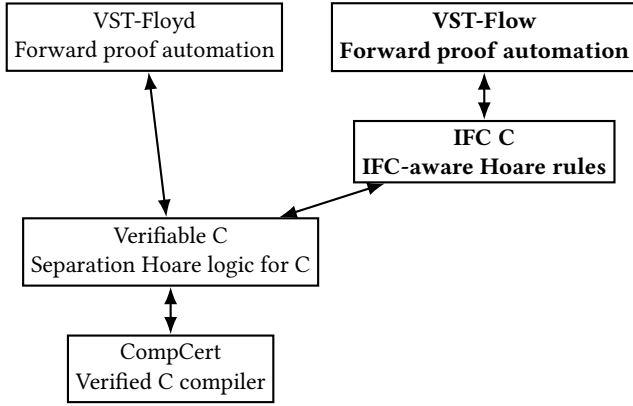 VST-Floyd
Forward proof automation
VST-Flow
Forward proof automation
IFC C
IFC-aware Hoare rules
Verifiable C
Separation Hoare logic for C
CompCert
Verified C compiler